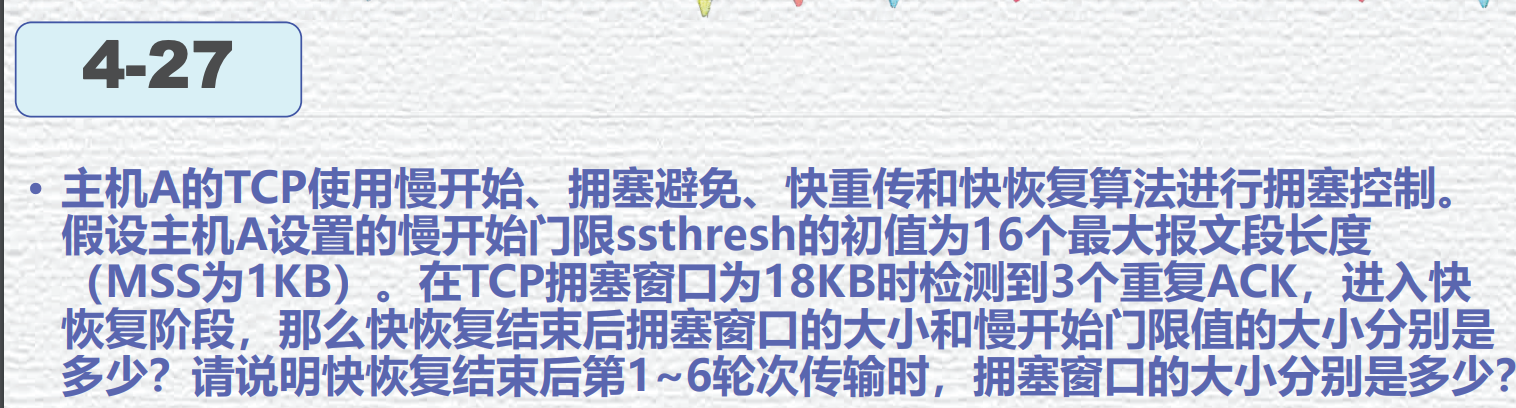 4-27
• 主机A的TCP使用慢开始、拥塞避免、快重传和快恢复算法进行拥塞控制。
假设主机A设置的慢开始门限ssthresh的初值为16个最大报文段长度
（MSS为1KB）。在TCP拥塞窗口为18KB时检测到3个重复ACK，进入快
恢复阶段，那么快恢复结束后拥塞窗口的大小和慢开始门限值的大小分别是
多少？请说明快恢复结束后第1~6轮次传输时，拥塞窗口的大小分别是多少？